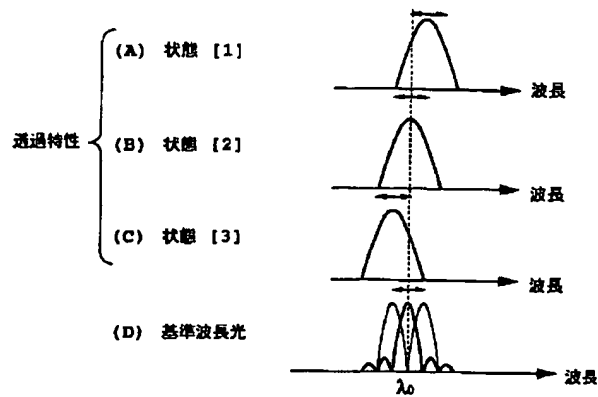 (A) 状態 [1]
波長
透過特性
(B) 状態 [2]
波長
(C) 状態 [3]
波長
(D) 基準波長光
波長
λ₀